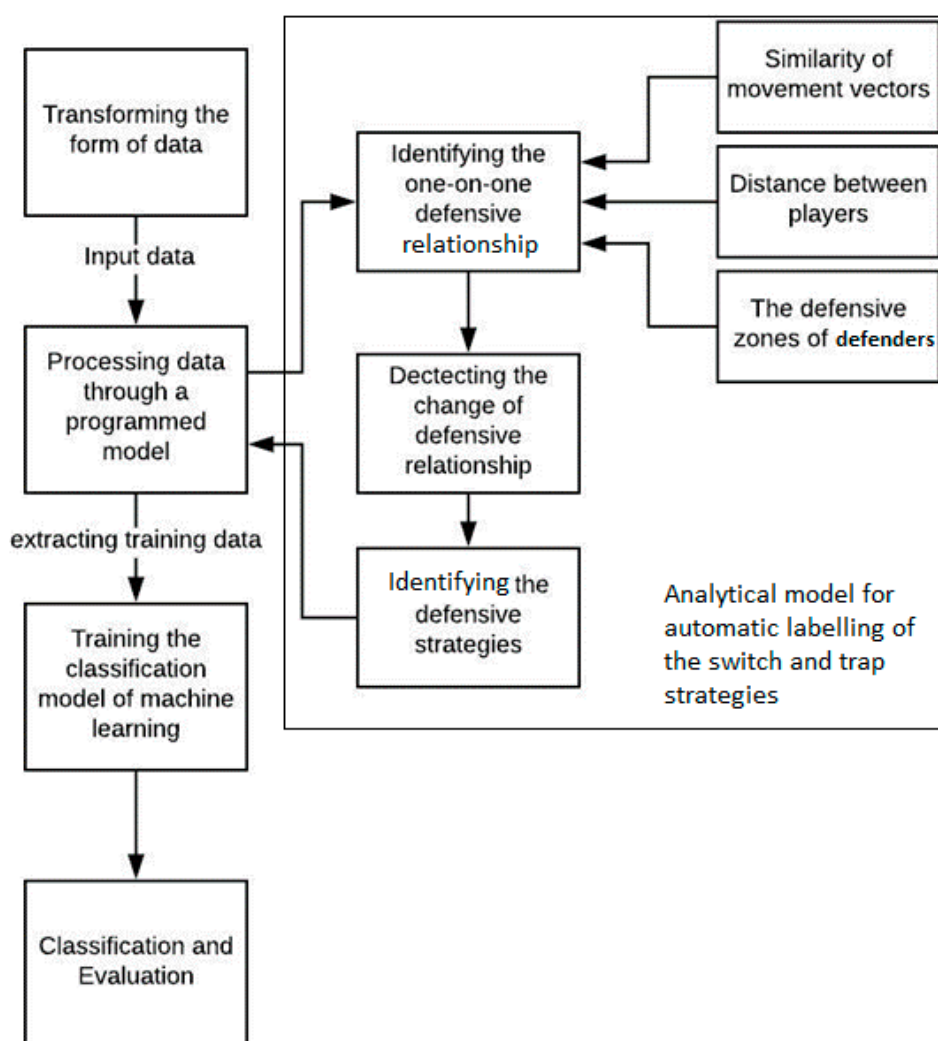 Transforming the
form of data
Input data
Processing data
through a
programmed
model
extracting training data
Training the
classification
model of machine
learning
Classification and
Evaluation
Identifying the
one-on-one
defensive
relationship
Dectecting the
change of
defensive
relationship
Identifying the
defensive
strategies
Similarity of
movement vectors
Distance between
players
The defensive
zones of defenders
Analytical model for
automatic labelling of
the switch and trap
strategies